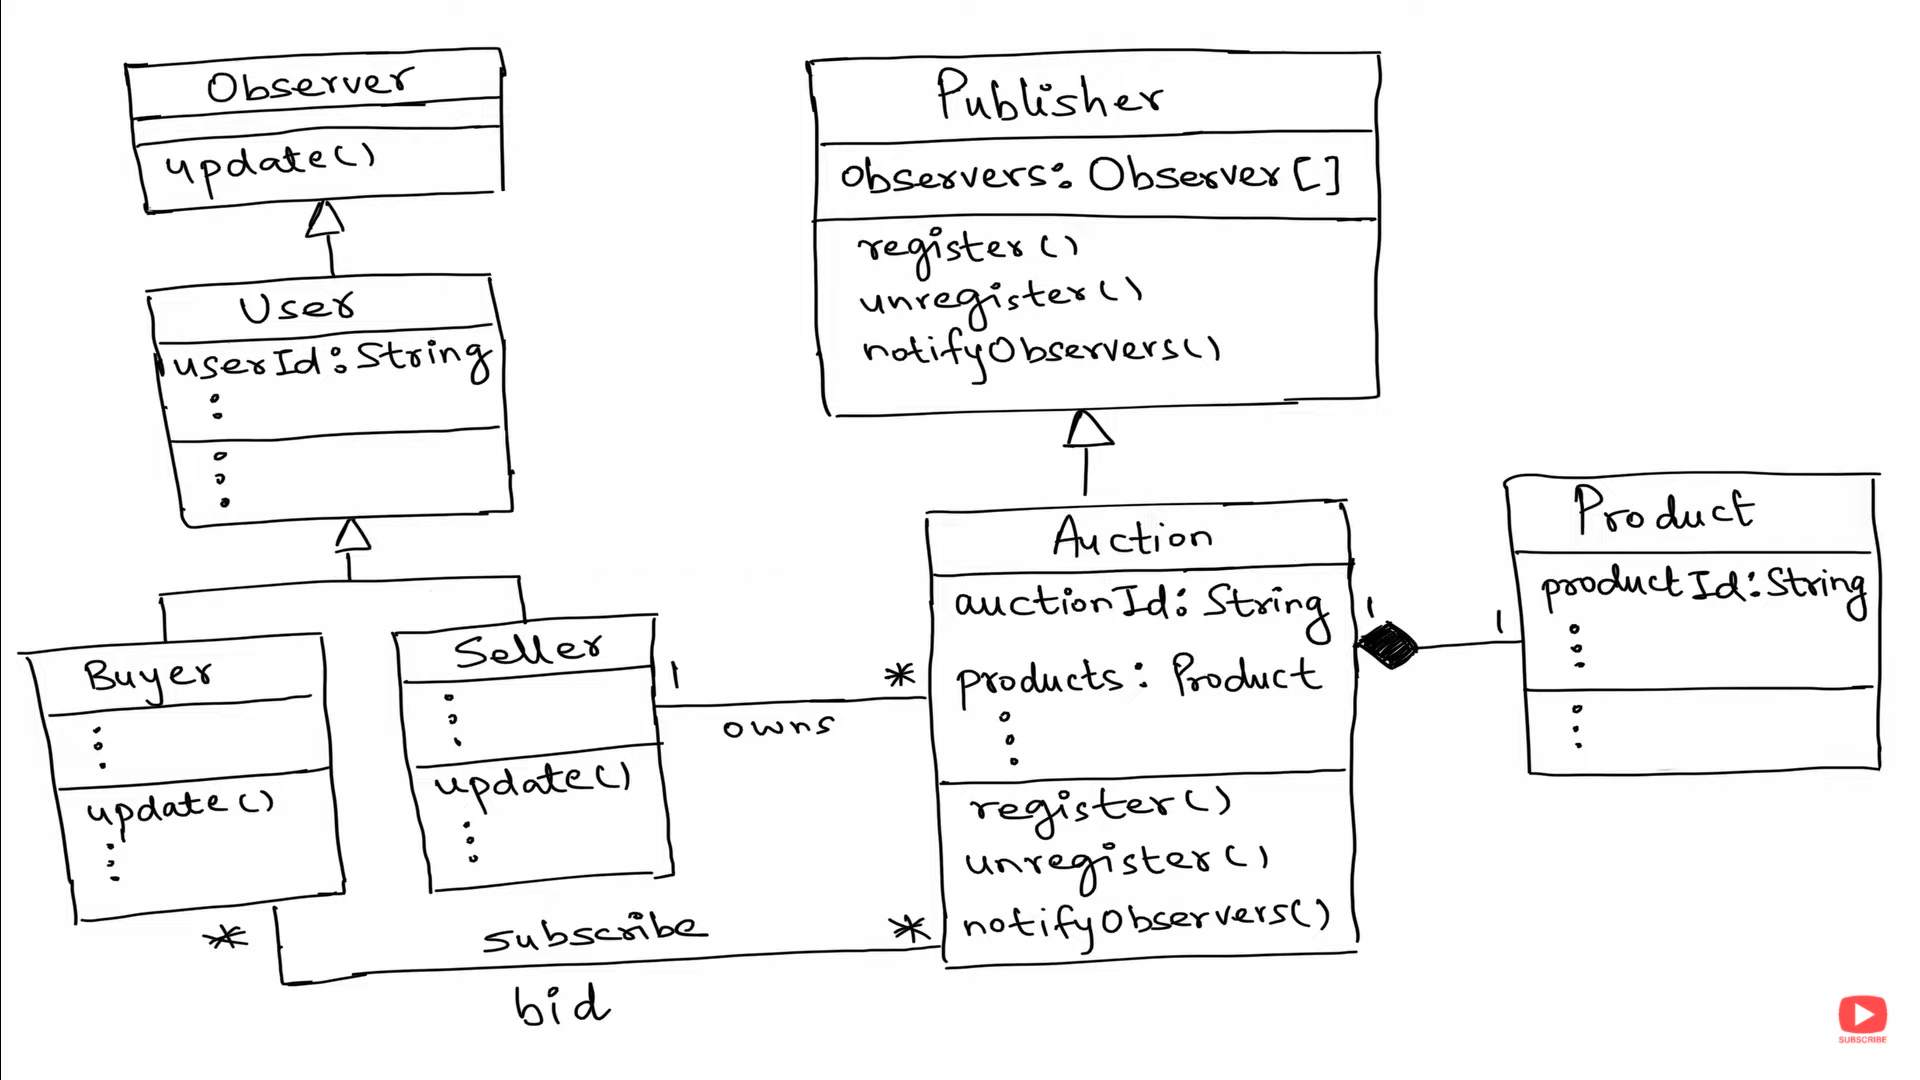 Observer
update()
User
userId: String
Buyer
update()
Seller
update()
1
*
owns
*
subscribe
*
bid
Publisher
observers: Observer[]
register()
unregister()
notifyObservers()
Auction
auctionId: String
products: Product
register()
unregister()
notifyObservers()
1
1
Product
productId: String
SUBSCRIBE